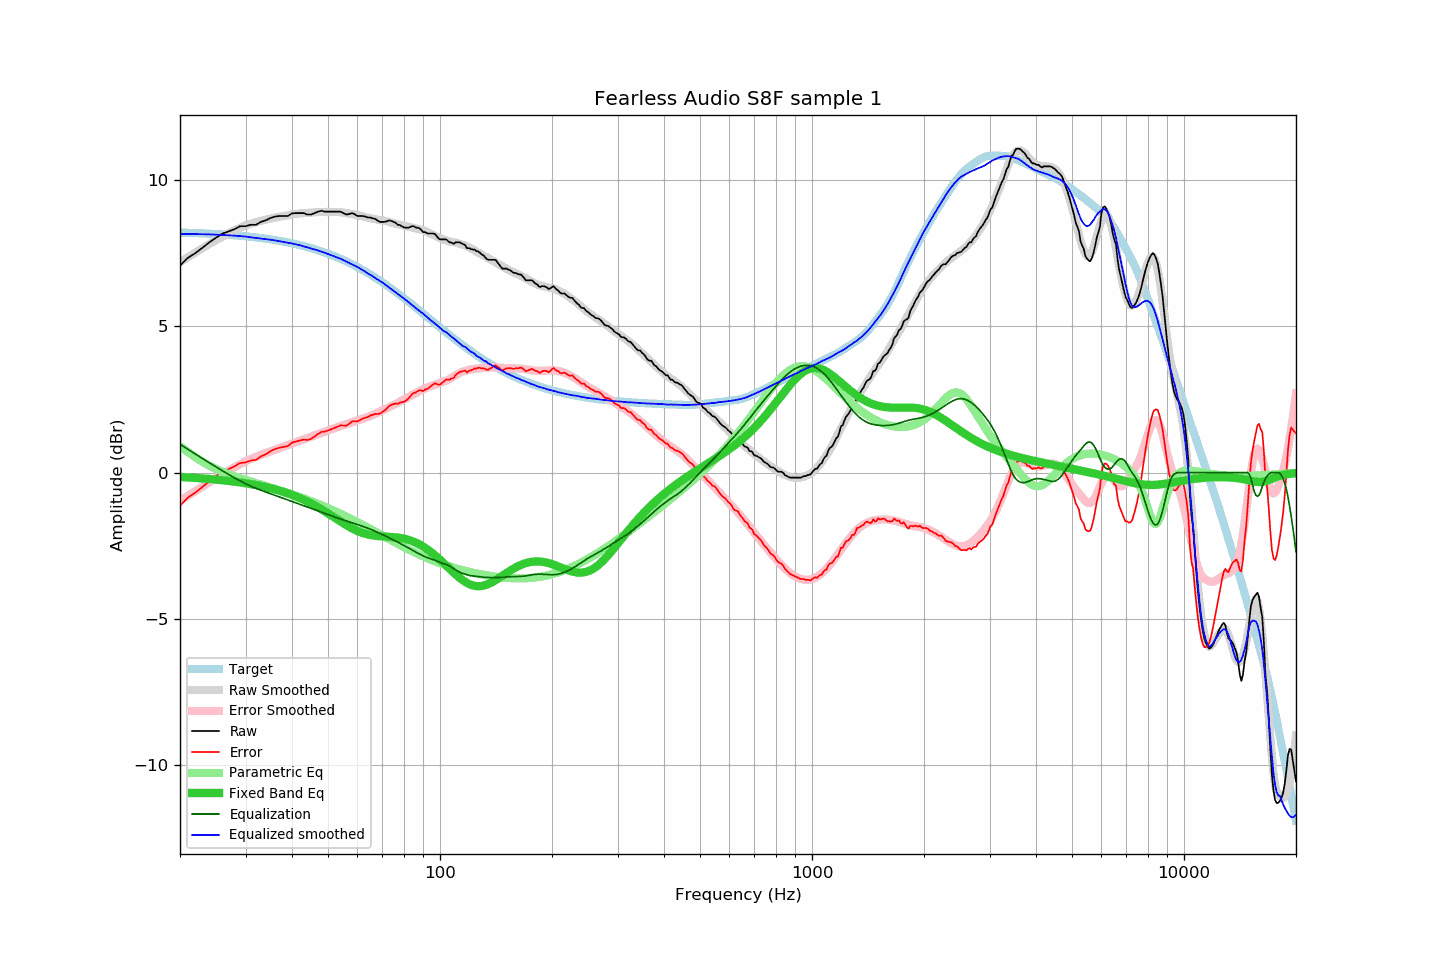 Fearless Audio S8F sample 1
Amplitude (dBr)
10
5
0
−5
−10
Target
Raw Smoothed
Error Smoothed
Raw
Error
Parametric Eq
Fixed Band Eq
Equalization
Equalized smoothed
100
1000
10000
Frequency (Hz)